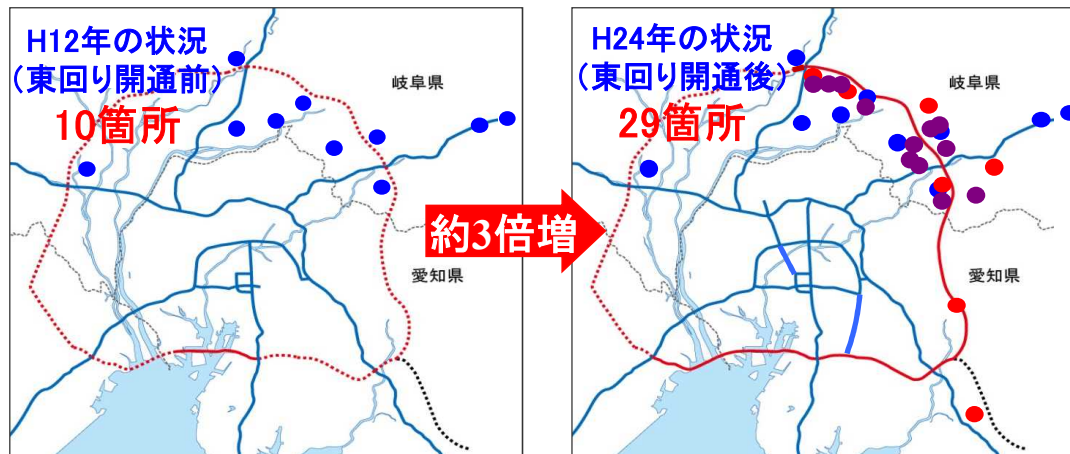 H12年の状況
（東回り開通前）
10箇所
岐阜県
愛知県
約3倍増
H24年の状況
（東回り開通後）
29箇所
岐阜県
愛知県